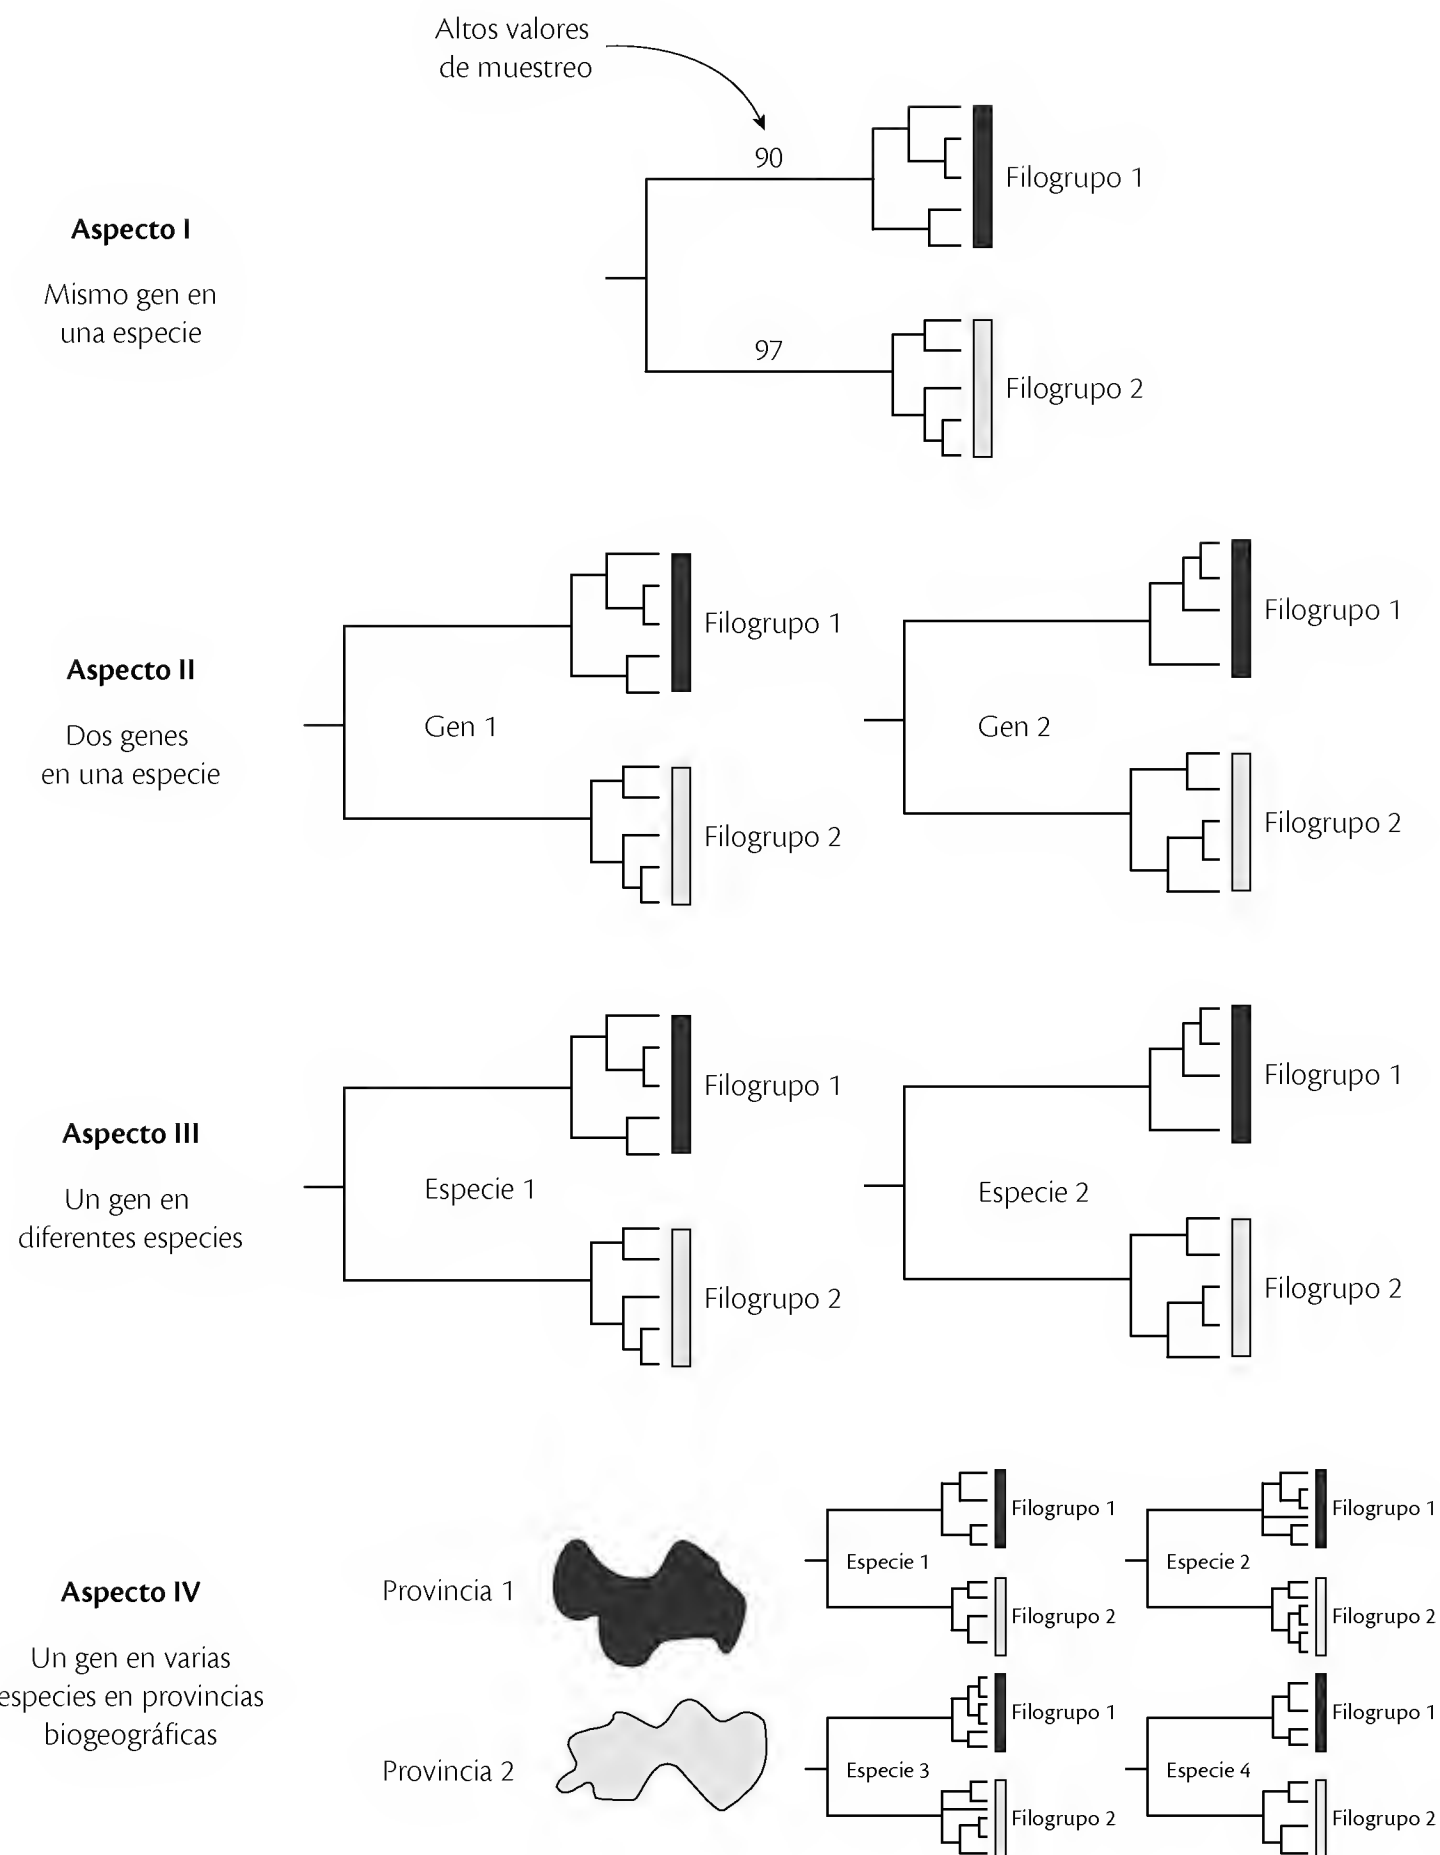 Altos valores
de muestreo
90
Filogrupo 1
Aspecto I
Mismo gen en
una especie
97
Filogrupo 2
Filogrupo 1
Filogrupo 1
Aspecto II
Dos genes
en una especie
Gen 1
Gen 2
Filogrupo 2
Filogrupo 2
Filogrupo 1
Filogrupo 1
Aspecto III
Un gen en
diferentes especies
Especie 1
Especie 2
Filogrupo 2
Filogrupo 2
Aspecto IV
Un gen en varias
especies en provincias
biogeográficas
Provincia 1
Provincia 2
Filogrupo 1
Especie 1
Filogrupo 2
Filogrupo 1
Especie 2
Filogrupo 2
Filogrupo 1
Especie 3
Filogrupo 2
Filogrupo 1
Especie 4
Filogrupo 2